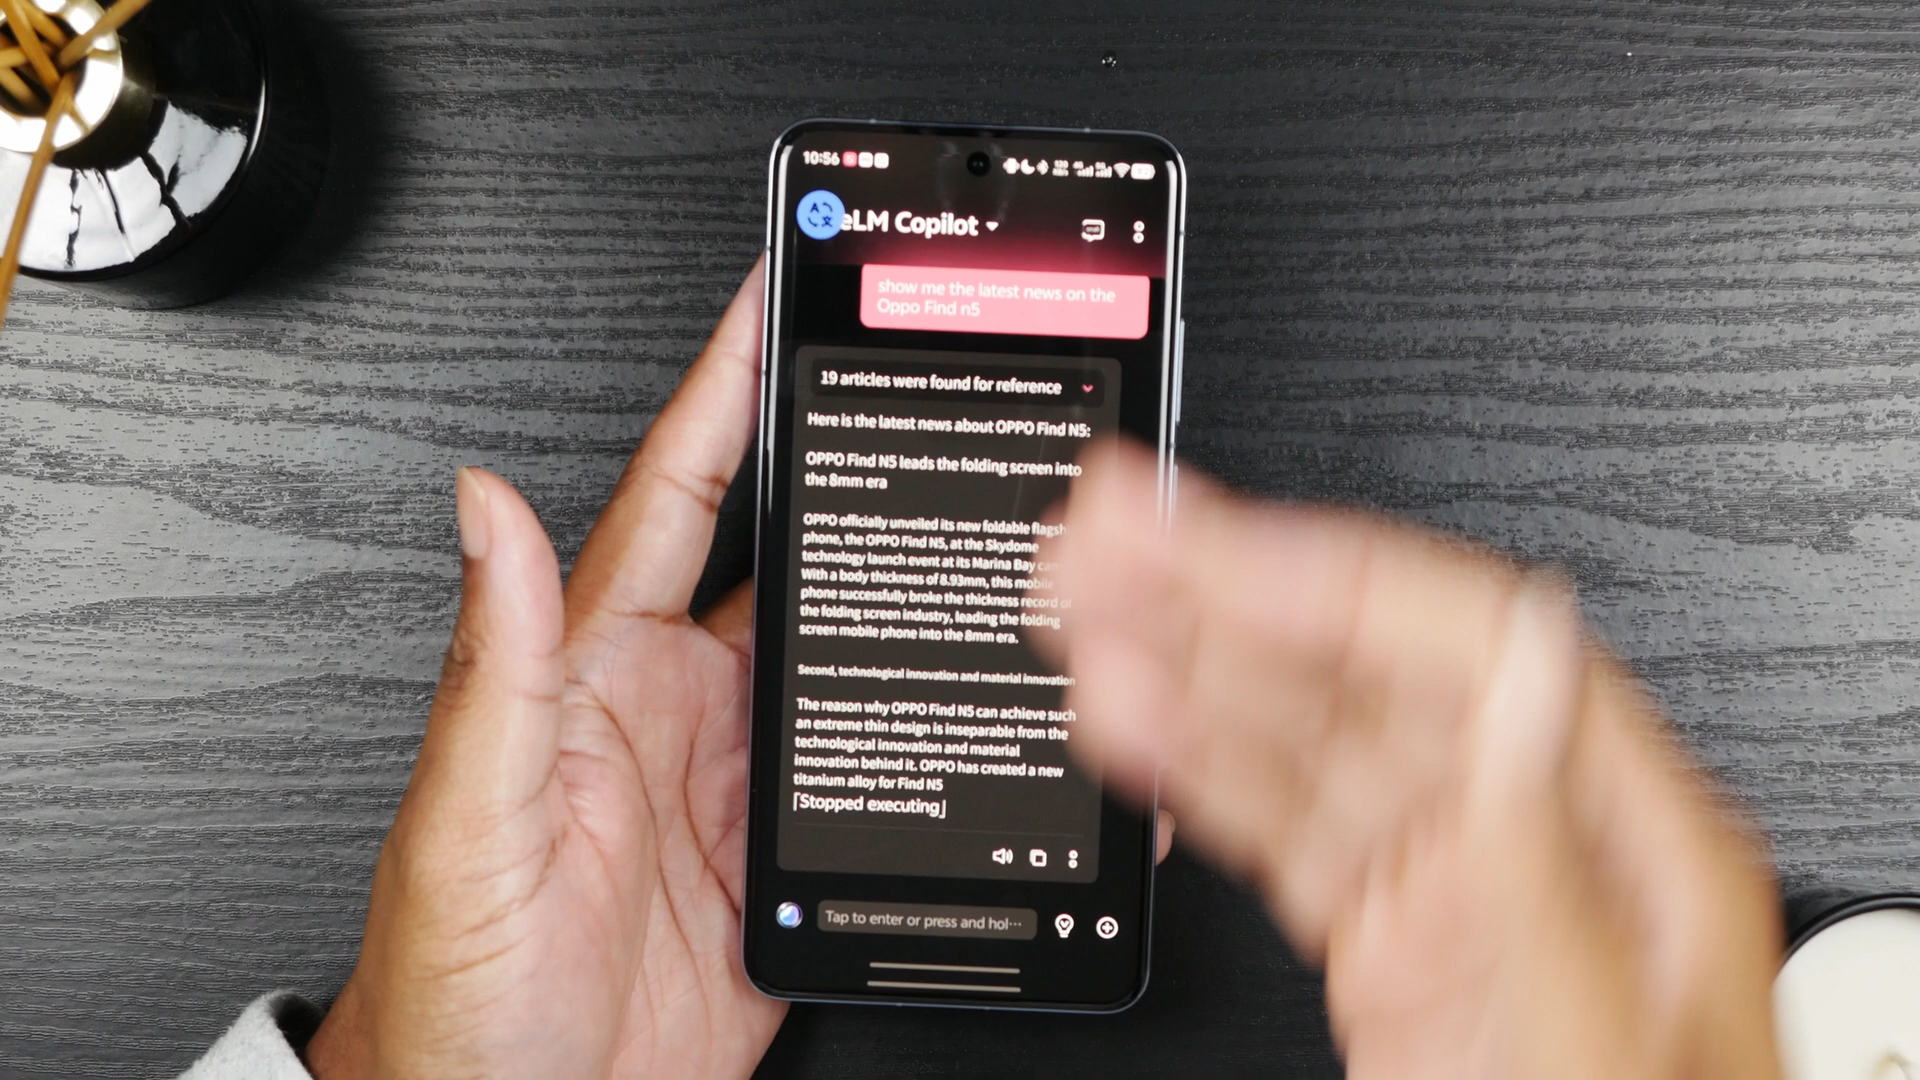 10:56
eLM Copilot
show me the latest news on the
Oppo Find n5
19 articles were found for reference
Here is the latest news about OPPO Find N5:
OPPO Find N5 leads the folding screen into
the 8mm era
OPPO officially unveiled its new foldable flagsh
phone, the OPPO Find N5, at the Skydome
technology launch event at its Marina Bay
With a body thickness of 8.93mm, this mobile
phone successfully broke the thickness record of
the folding screen industry, leading the folding
screen mobile phone into the 8mm era.
Second, technological innovation and material innovation
The reason why OPPO Find N5 can achieve such
an extreme thin design is inseparable from the
technological innovation and material
innovation behind it. OPPO has created a new
titanium alloy for Find N5
「Stopped executing」
Tap to enter or press and hol···